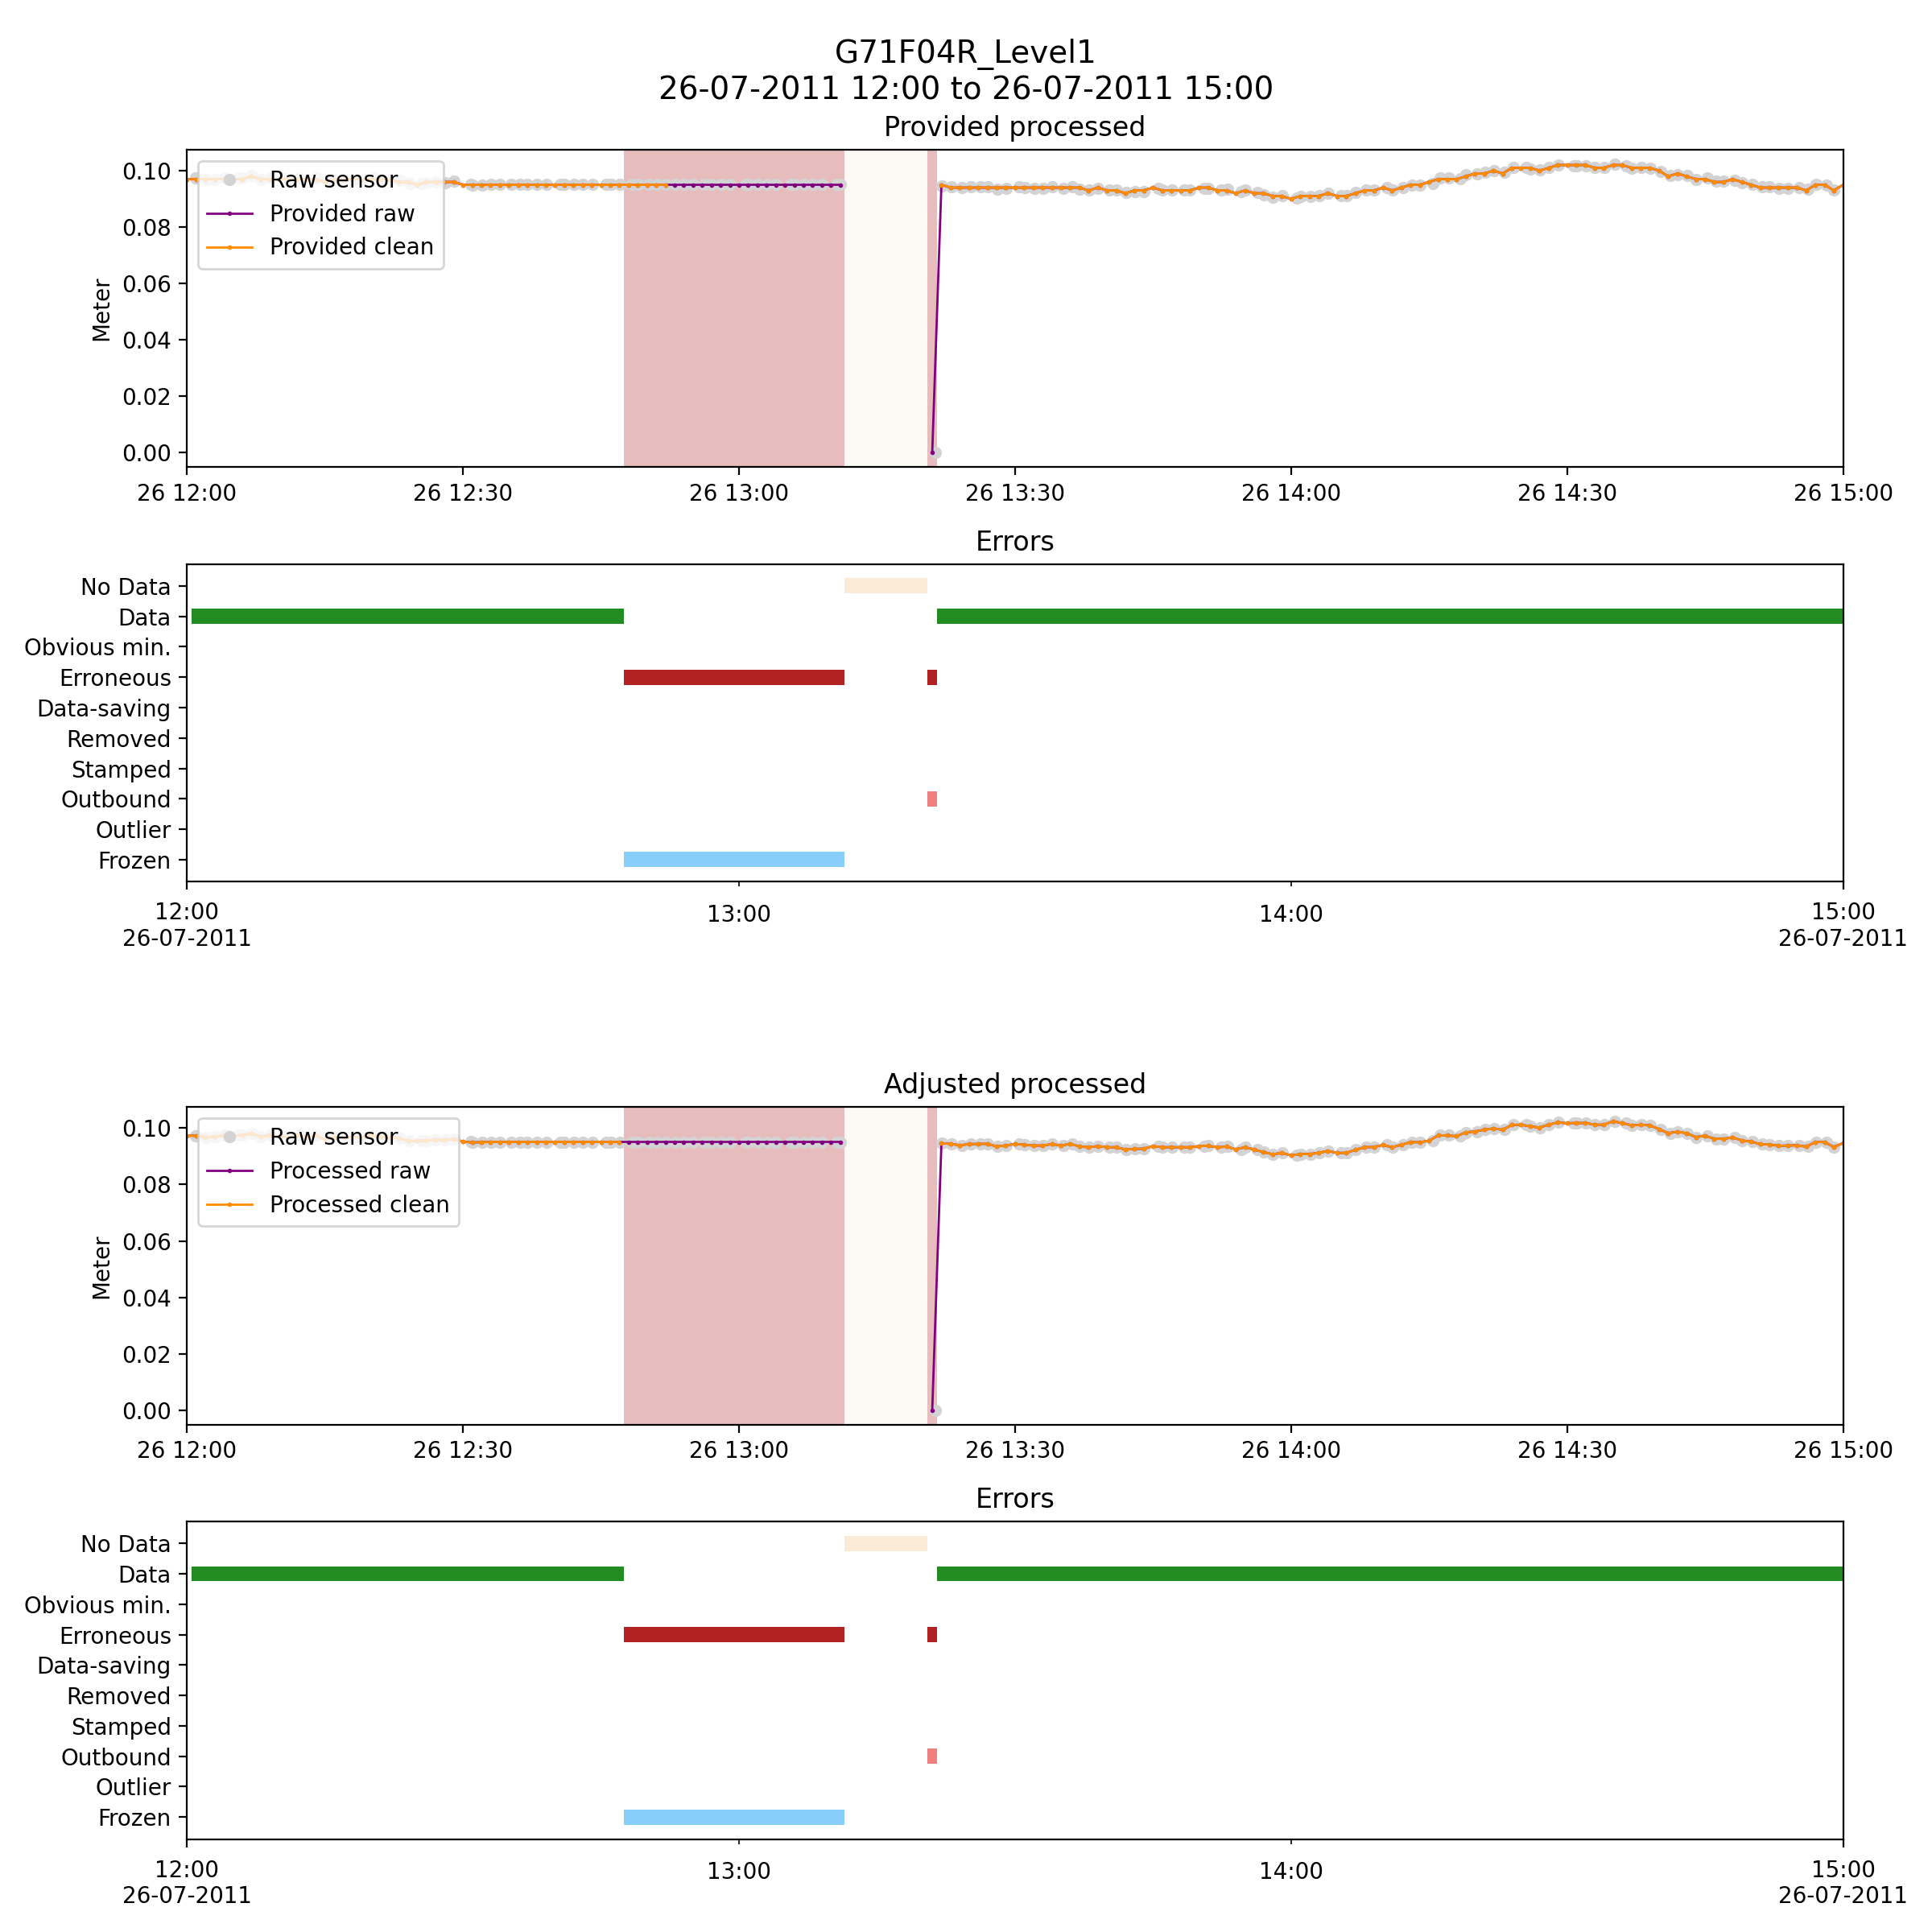 G71F04R_Level1
26-07-2011 12:00 to 26-07-2011 15:00
Provided processed
Meter
0.10
0.08
0.06
0.04
0.02
0.00
Raw sensor
Provided raw
Provided clean
26 12:00 26 12:30 26 13:00 26 13:30 26 14:00 26 14:30 26 15:00
Errors
No Data
Data
Obvious min.
Erroneous
Data-saving
Removed
Stamped
Outbound
Outlier
Frozen
12:00 13:00 14:00 15:00
26-07-2011 26-07-2011
Adjusted processed
Meter
0.10
0.08
0.06
0.04
0.02
0.00
Raw sensor
Processed raw
Processed clean
26 12:00 26 12:30 26 13:00 26 13:30 26 14:00 26 14:30 26 15:00
Errors
No Data
Data
Obvious min.
Erroneous
Data-saving
Removed
Stamped
Outbound
Outlier
Frozen
12:00 13:00 14:00 15:00
26-07-2011 26-07-2011